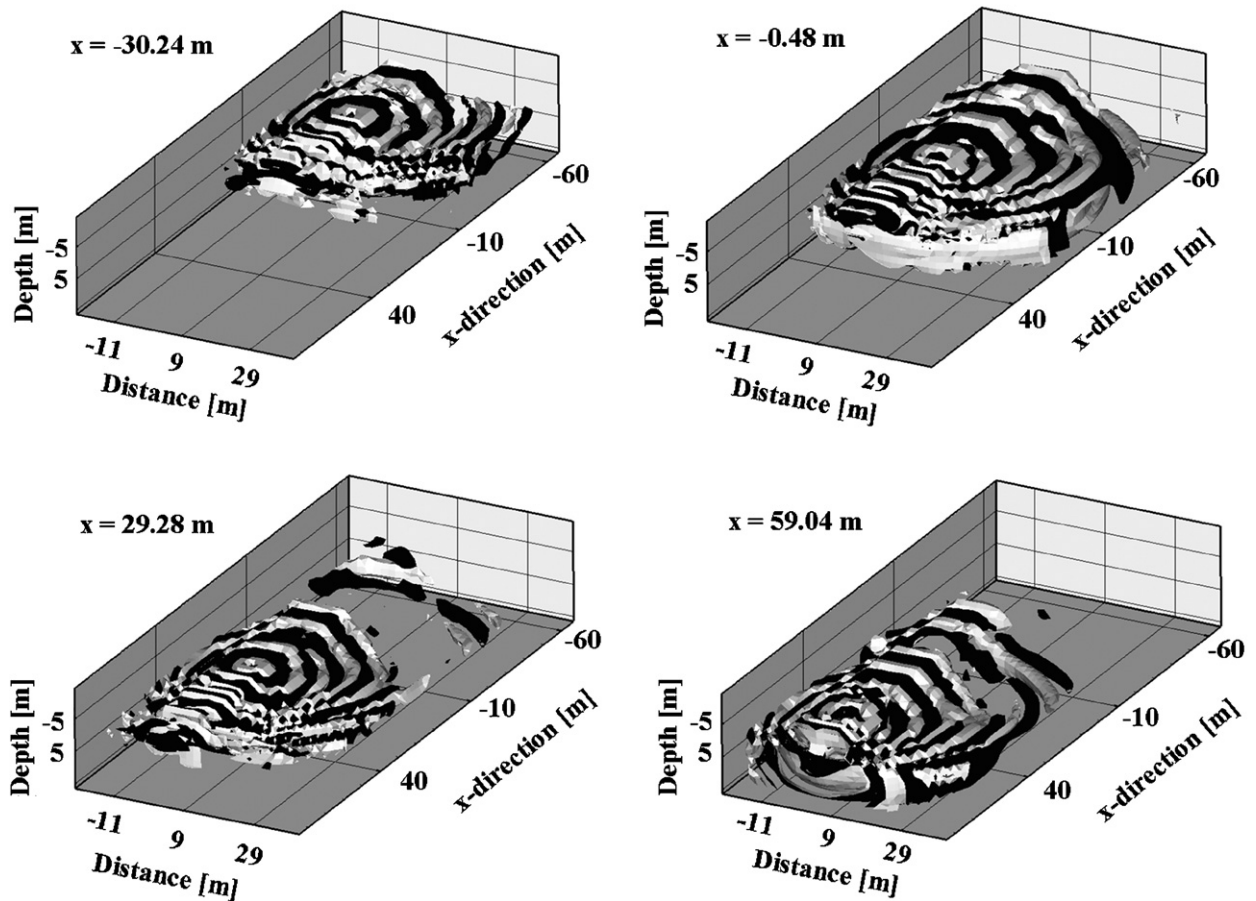 x = -30.24 m
-5
5
Depth [m]
-11
9
29
Distance [m]
40
-10
-60
x-direction [m]
x = -0.48 m
-5
5
Depth [m]
-11
9
29
Distance [m]
40
-10
-60
x-direction [m]
x = 29.28 m
-5
5
Depth [m]
-11
9
29
Distance [m]
40
-10
-60
x-direction [m]
x = 59.04 m
-5
5
Depth [m]
-11
9
29
Distance [m]
40
-10
-60
x-direction [m]